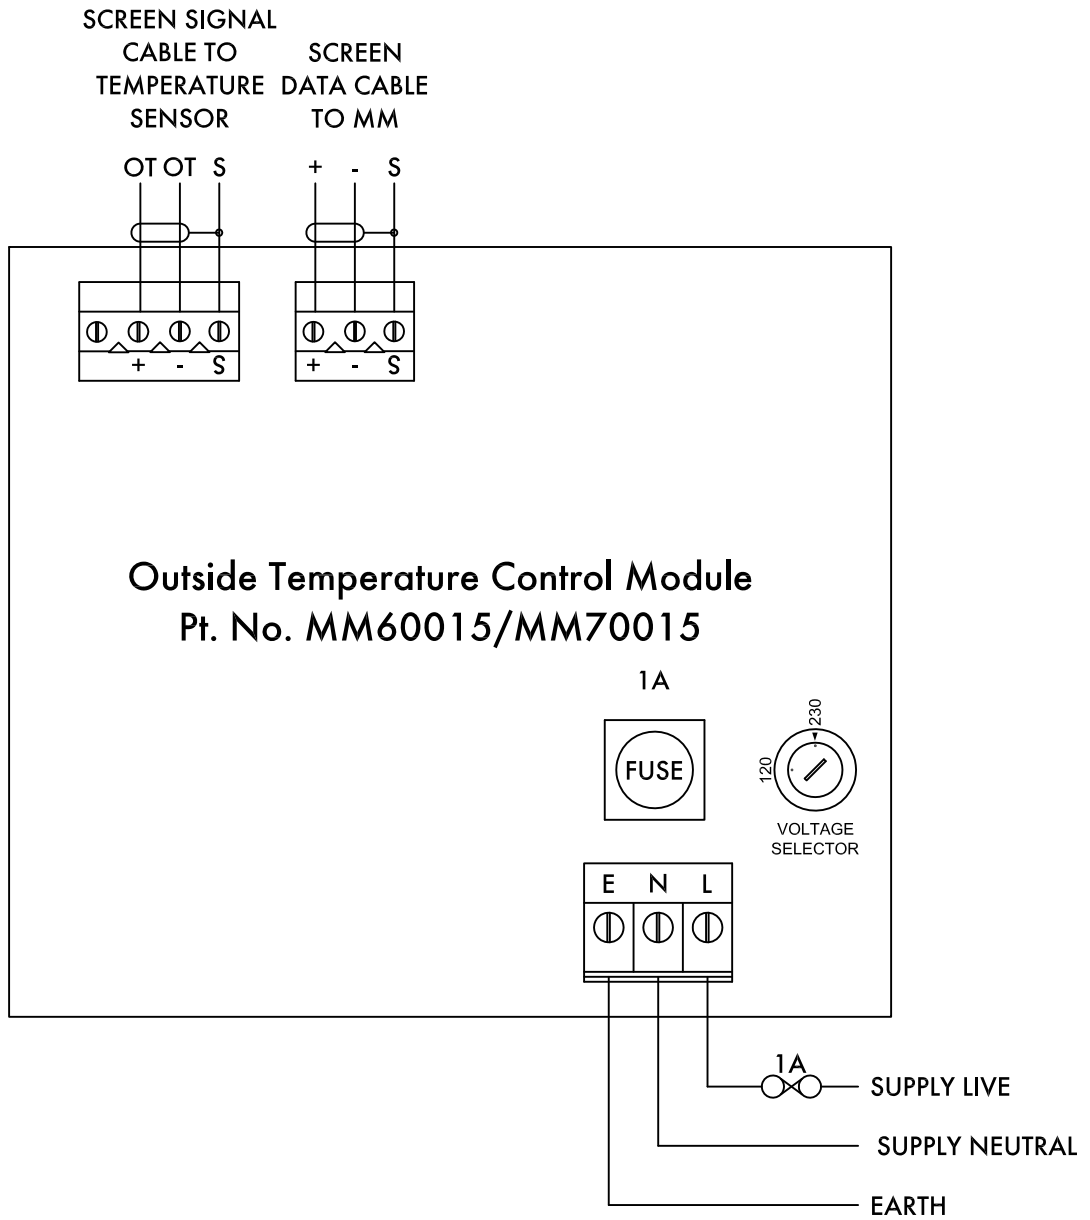 SCREEN SIGNAL
CABLE TO
TEMPERATURE
SENSOR
SCREEN
DATA CABLE
TO MM
OT OT S
+ - S
+ - S
+ - S
Outside Temperature Control Module
Pt. No. MM60015/MM70015
1A
FUSE
230
120
VOLTAGE
SELECTOR
E N L
1A
SUPPLY LIVE
SUPPLY NEUTRAL
EARTH